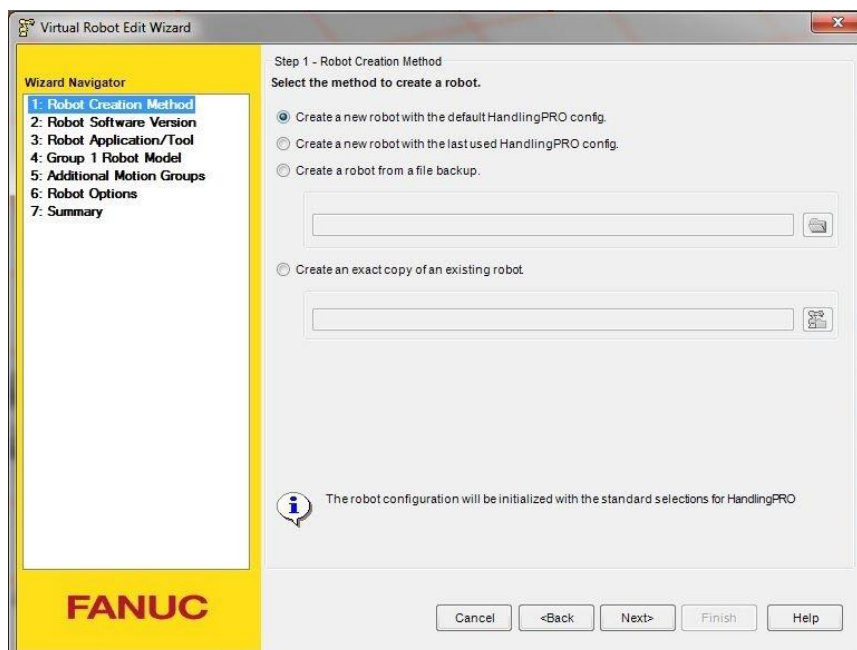 Virtual Robot Edit Wizard
Wizard Navigator
1: Robot Creation Method
2: Robot Software Version
3: Robot Application/Tool
4: Group 1 Robot Model
5: Additional Motion Groups
6: Robot Options
7: Summary
FANUC
Step 1 - Robot Creation Method
Select the method to create a robot.
Create a new robot with the default HandlingPRO config.
Create a new robot with the last used HandlingPRO config.
Create a robot from a file backup.
Create an exact copy of an existing robot.
The robot configuration will be initialized with the standard selections for HandlingPRO
Cancel
<Back
Next>
Finish
Help